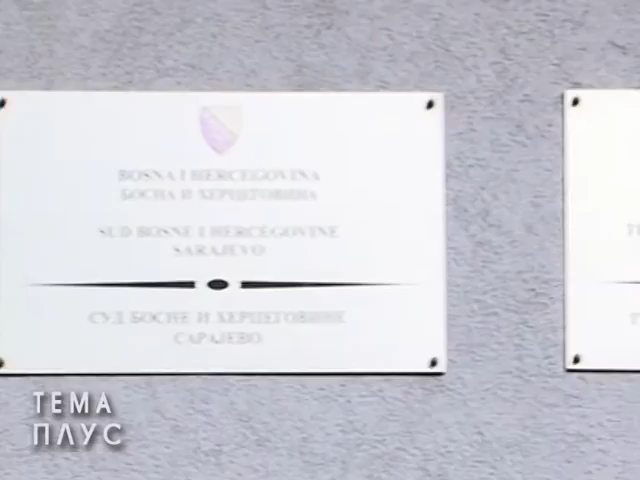 BOSNA I HERCEGOVINA
БОСНА И ХЕРЦЕГОВИНА
SUD BOSNE I HERCEGOVINE
SARAJEVO
СУД БОСНЕ И ХЕРЦЕГОВИНЕ
САРАЈЕВО
ТЕМА
ПЛУС